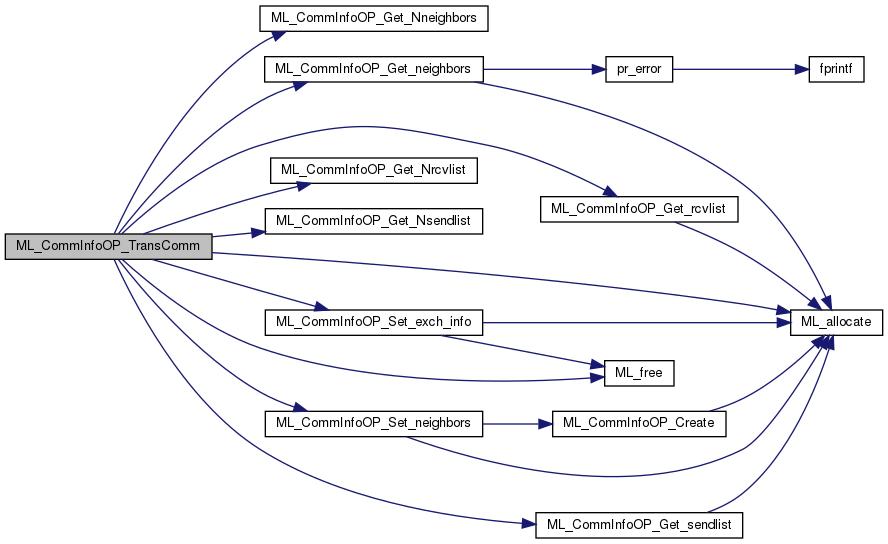 ML_CommInfoOP_Get_Nneighbors
ML_CommInfoOP_Get_neighbors
pr_error
fprintf
ML_CommInfoOP_Get_Nrcvlist
ML_CommInfoOP_Get_rcvlist
ML_CommInfoOP_Get_Nsendlist
ML_CommInfoOP_TransComm
ML_CommInfoOP_Set_exch_info
ML_allocate
ML_free
ML_CommInfoOP_Set_neighbors
ML_CommInfoOP_Create
ML_CommInfoOP_Get_sendlist